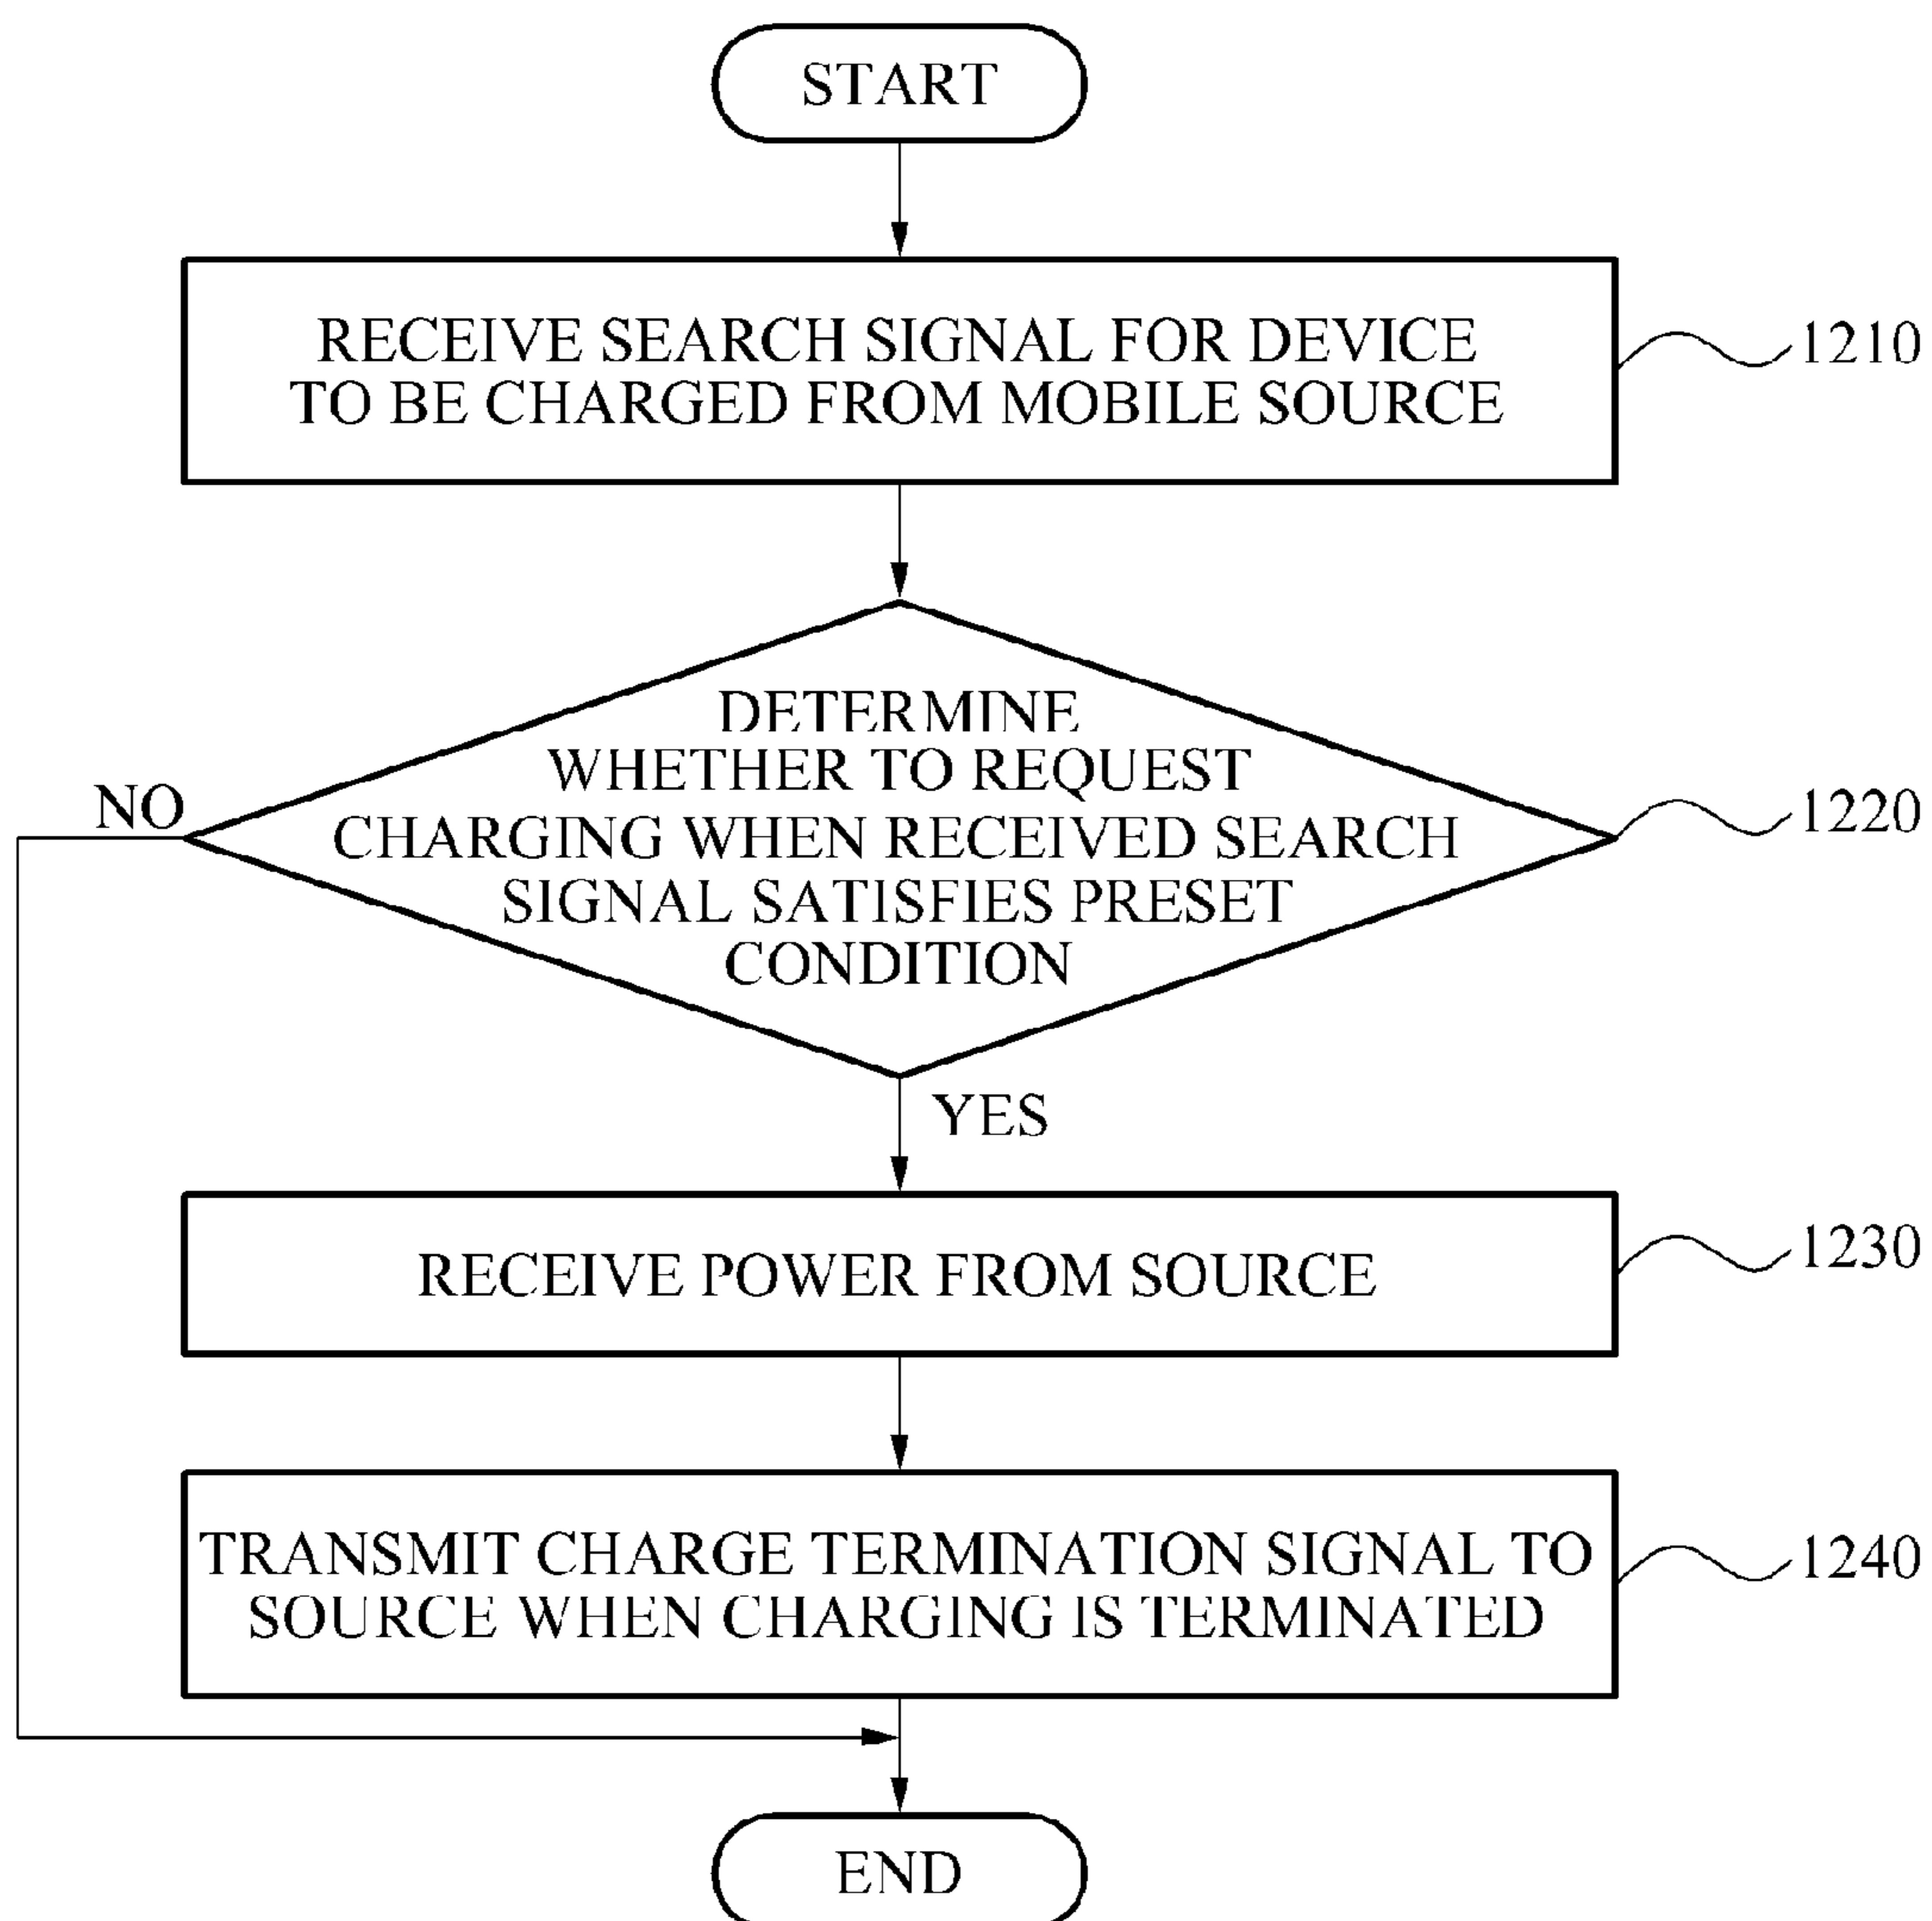 START
RECEIVE SEARCH SIGNAL FOR DEVICE
TO BE CHARGED FROM MOBILE SOURCE
1210
DETERMINE
WHETHER TO REQUEST
CHARGING WHEN RECEIVED SEARCH
SIGNAL SATISFIES PRESET
CONDITION
NO
1220
YES
RECEIVE POWER FROM SOURCE
1230
TRANSMIT CHARGE TERMINATION SIGNAL TO
SOURCE WHEN CHARGING IS TERMINATED
1240
END